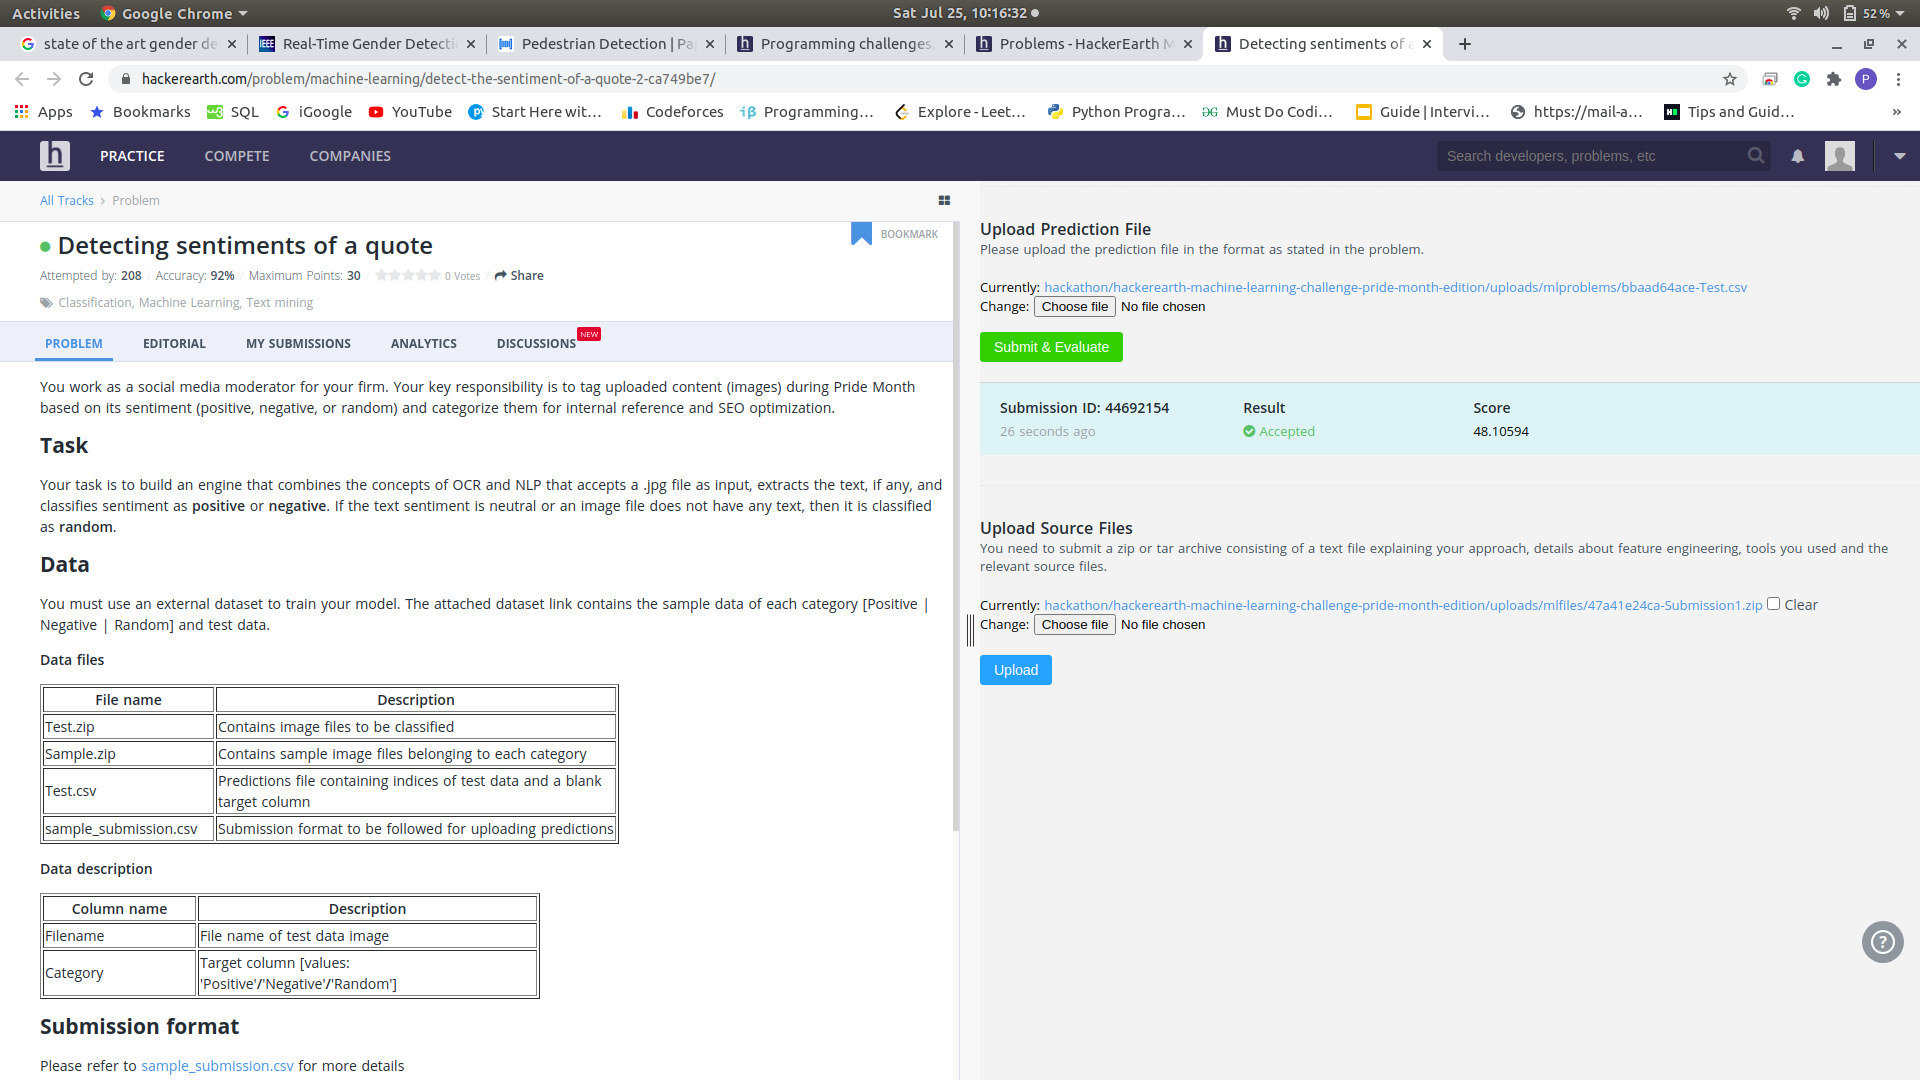 Activities
Google Chrome
Sat Jul 25, 10:16:32
52 %
state of the art gender de
Real-Time Gender Detecti
Pedestrian Detection | Pa
Programming challenges,
Problems - HackerEarth M
Detecting sentiments of a
hackerearth.com/problem/machine-learning/detect-the-sentiment-of-a-quote-2-ca749be7/
P
Apps
Bookmarks
SQL
iGoogle
YouTube
Start Here wit...
Codeforces
Programming...
Explore - Leet...
Python Progra...
Must Do Codi...
Guide | Intervi...
https://mail-a...
Tips and Guid...
»
h
PRACTICE
COMPETE
COMPANIES
Search developers, problems, etc
All Tracks › Problem
Detecting sentiments of a quote
BOOKMARK
Attempted by: 208 / Accuracy: 92% / Maximum Points: 30 / 0 Votes / Share
Classification, Machine Learning, Text mining
PROBLEM
EDITORIAL
MY SUBMISSIONS
ANALYTICS
DISCUSSIONS
NEW
You work as a social media moderator for your firm. Your key responsibility is to tag uploaded content (images) during Pride Month
based on its sentiment (positive, negative, or random) and categorize them for internal reference and SEO optimization.
Task
Your task is to build an engine that combines the concepts of OCR and NLP that accepts a .jpg file as input, extracts the text, if any, and
classifies sentiment as positive or negative. If the text sentiment is neutral or an image file does not have any text, then it is classified
as random.
Data
You must use an external dataset to train your model. The attached dataset link contains the sample data of each category [Positive |
Negative | Random] and test data.
Data files
File name
Description
Test.zip
Contains image files to be classified
Sample.zip
Contains sample image files belonging to each category
Test.csv
Predictions file containing indices of test data and a blank
target column
sample_submission.csv
Submission format to be followed for uploading predictions
Data description
Column name
Description
Filename
File name of test data image
Category
Target column [values:
'Positive'/'Negative'/'Random']
Submission format
Please refer to sample_submission.csv for more details
Upload Prediction File
Please upload the prediction file in the format as stated in the problem.
Currently: hackathon/hackerearth-machine-learning-challenge-pride-month-edition/uploads/mlproblems/bbaad64ace-Test.csv
Change: Choose file No file chosen
Submit & Evaluate
Submission ID: 44692154
Result
Score
26 seconds ago
Accepted
48.10594
Upload Source Files
You need to submit a zip or tar archive consisting of a text file explaining your approach, details about feature engineering, tools you used and the
relevant source files.
Currently: hackathon/hackerearth-machine-learning-challenge-pride-month-edition/uploads/mlfiles/47a41e24ca-Submission1.zip Clear
Change: Choose file No file chosen
Upload
?